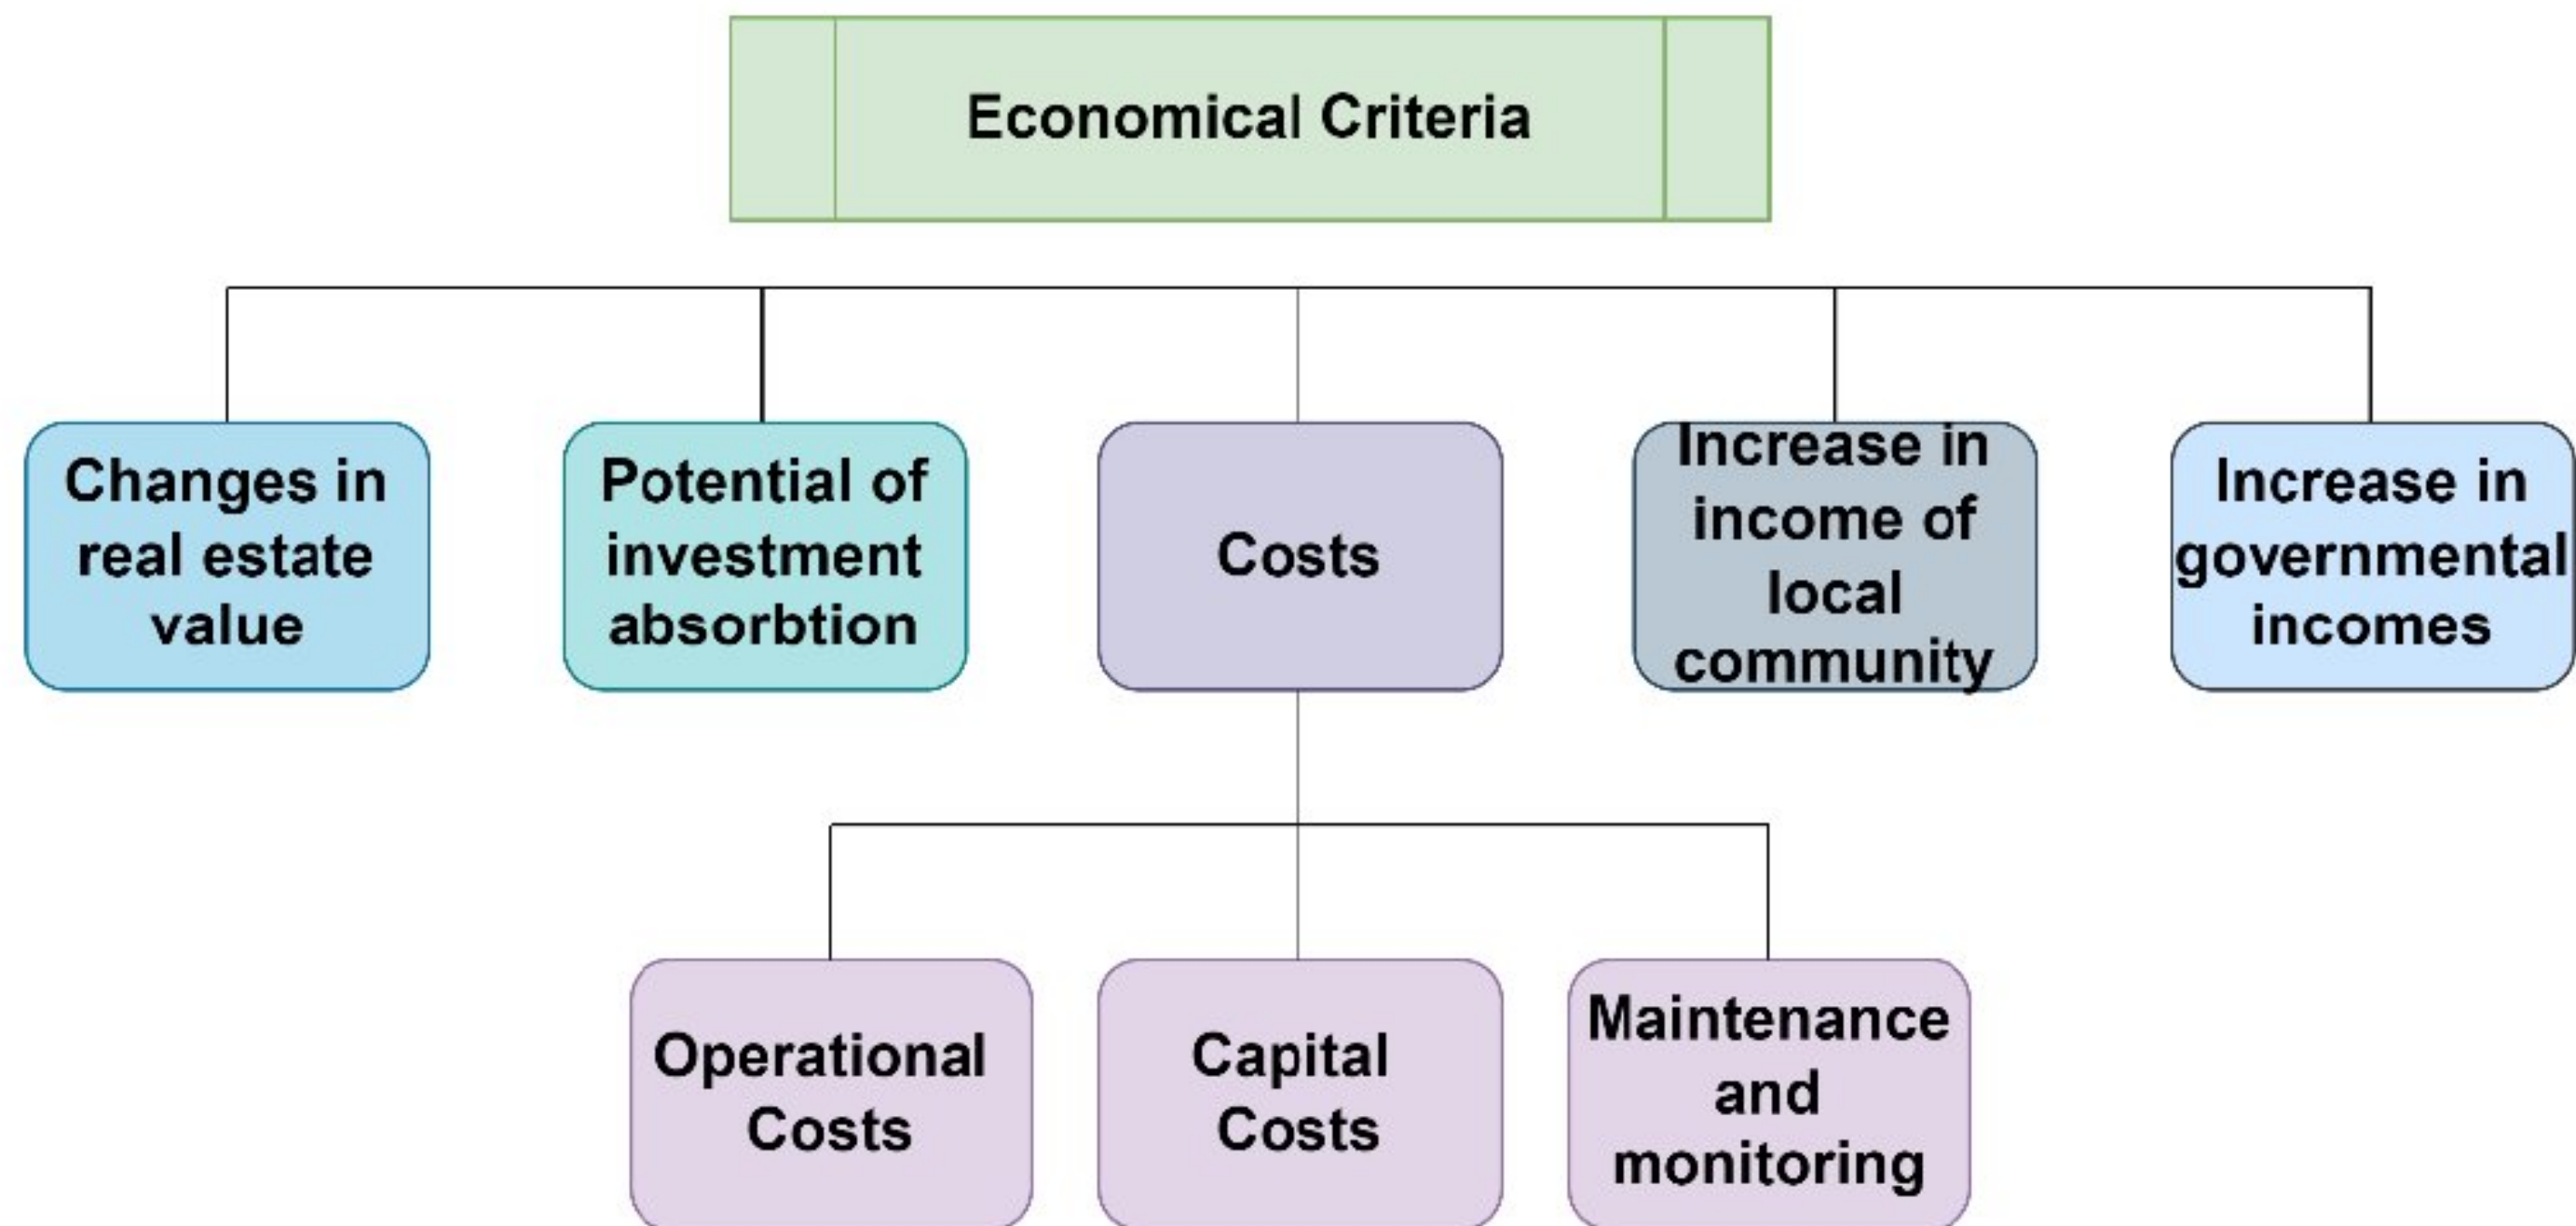 Economical Criteria
Changes in
real estate
value
Potential of
investment
absorbtion
Costs
Increase in
income of
local
community
Increase in
governmental
incomes
Operational
Costs
Capital
Costs
Maintenance
and
monitoring